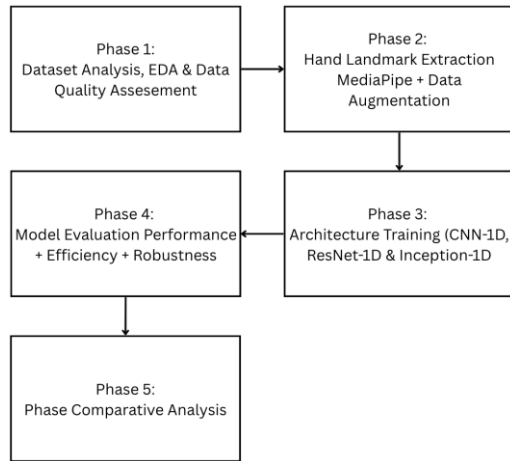 Phase 1:
Dataset Analysis, EDA & Data
Quality Assesement
Phase 2:
Hand Landmark Extraction
MediaPipe + Data
Augmentation
Phase 3:
Architecture Training (CNN-1D,
ResNet-1D & Inception-1D
Phase 4:
Model Evaluation Performance
+ Efficiency + Robustness
Phase 5:
Phase Comparative Analysis